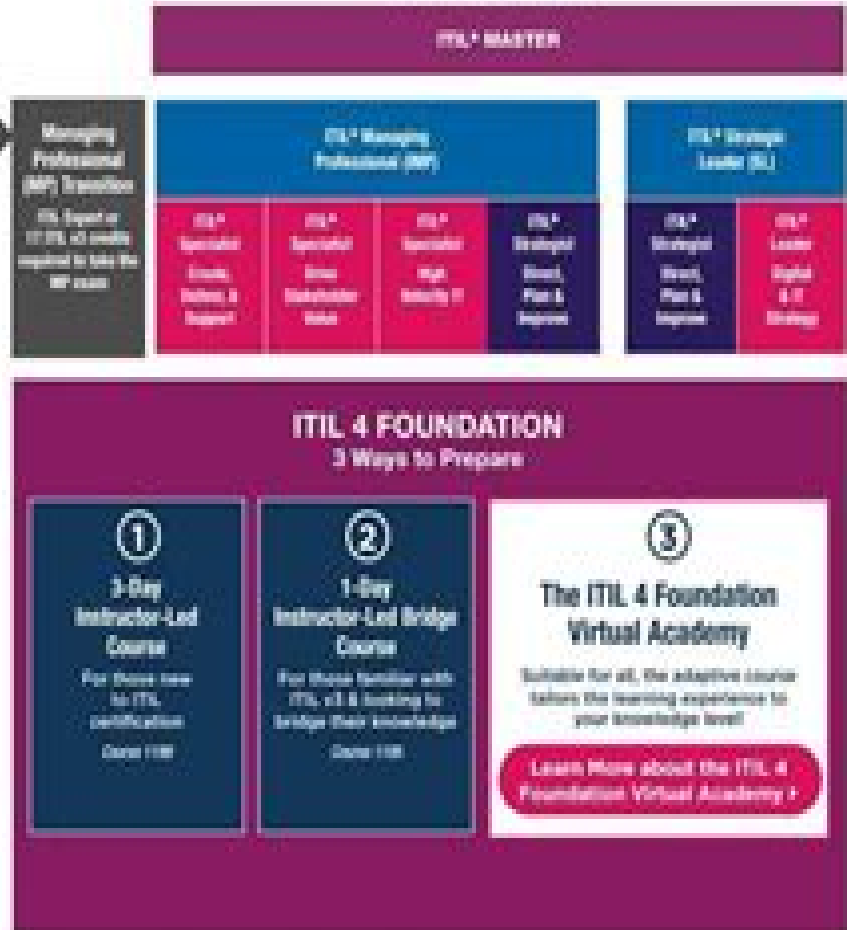 ITIL® MASTER
Managing
Professional
(MP) Transition
ITIL Expert or
17 ITIL v3 credits
required to take the
MP exam
ITIL® Managing
Professional (MP)
ITIL® Strategic
Leader (SL)
ITIL®
Specialist
Create,
Deliver, &
Support
ITIL®
Specialist
Drive
Stakeholder
Value
ITIL®
Specialist
High
Velocity IT
ITIL®
Strategist
Direct,
Plan &
Improve
ITIL®
Strategist
Direct,
Plan &
Improve
ITIL®
Leader
Digital
& IT
Strategy
ITIL 4 FOUNDATION
3 Ways to Prepare
1
3-Day
Instructor-Led
Course
For those new
to ITIL
certification
Course
2
1-Day
Instructor-Led Bridge
Course
For those familiar with
ITIL v3 & looking to
bridge their knowledge
Course
3
The ITIL 4 Foundation
Virtual Academy
Suitable for all, the adaptive course
tailors the learning experience to
your knowledge level!
Learn More about the ITIL 4
Foundation Virtual Academy ›